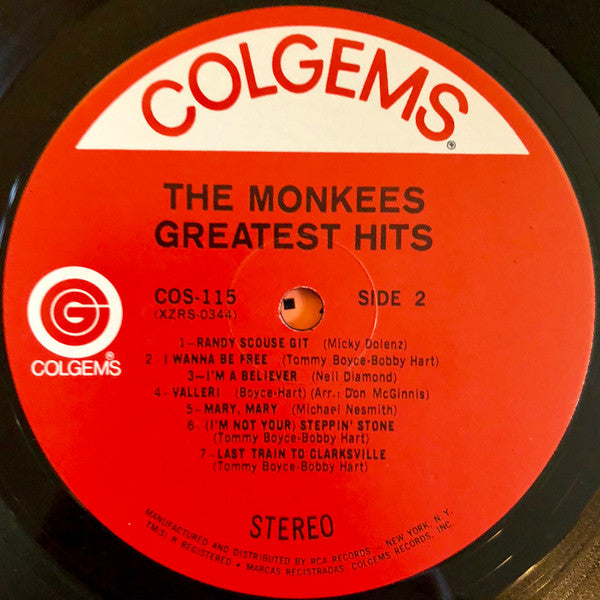 COLGEMS®
THE MONKEES
GREATEST HITS
COS-115
(XZRS-0344)
SIDE 2
G
COLGEMS®
1—RANDY SCOUSE GIT (Micky Dolenz)
2 I WANNA BE FREE (Tommy Boyce-Bobby Hart)
3—I'M A BELIEVER (Neil Diamond)
4—VALLERI (Boyce-Hart) (Arr.: Don McGinnis)
5—MARY, MARY (Michael Nesmith)
6—(I'M NOT YOUR) STEPPIN' STONE
(Tommy Boyce-Bobby Hart)
7—LAST TRAIN TO CLARKSVILLE
(Tommy Boyce-Bobby Hart)
STEREO
MANUFACTURED AND DISTRIBUTED BY RCA RECORDS — NEW YORK, N. Y.
TM(S) ® REGISTERED • MARCAS REGISTRADAS. COLGEMS RECORDS, INC.